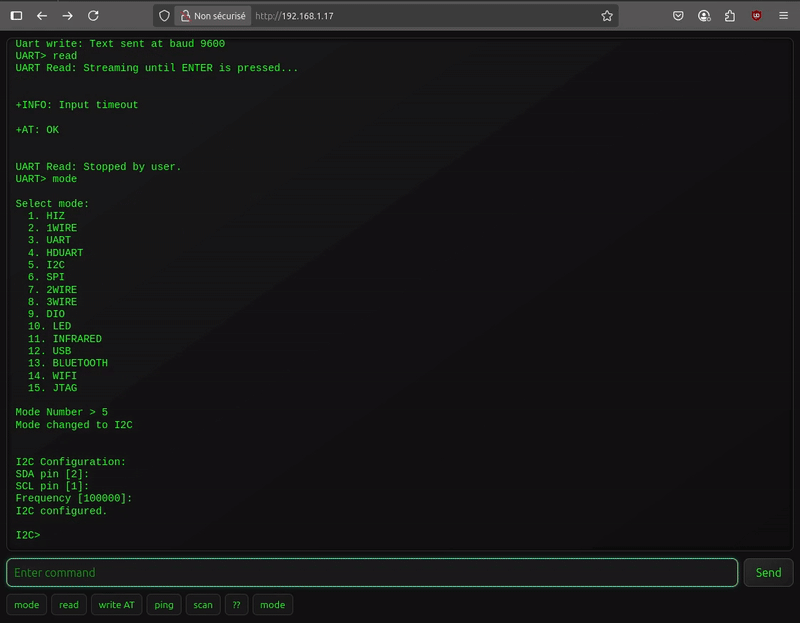 Non sécurisé http://192.168.1.17
Uart write: Text sent at baud 9600
UART> read
UART Read: Streaming until ENTER is pressed...
+INFO: Input timeout
+AT: OK
UART Read: Stopped by user.
UART> mode
Select mode:
1. HIZ
2. 1WIRE
3. UART
4. HDUART
5. I2C
6. SPI
7. 2WIRE
8. 3WIRE
9. DIO
10. LED
11. INFRARED
12. USB
13. BLUETOOTH
14. WIFI
15. JTAG
Mode Number > 5
Mode changed to I2C
I2C Configuration:
SDA pin [2]:
SCL pin [1]:
Frequency [100000]:
I2C configured.
I2C>
Enter command Send
mode read write AT ping scan ?? mode